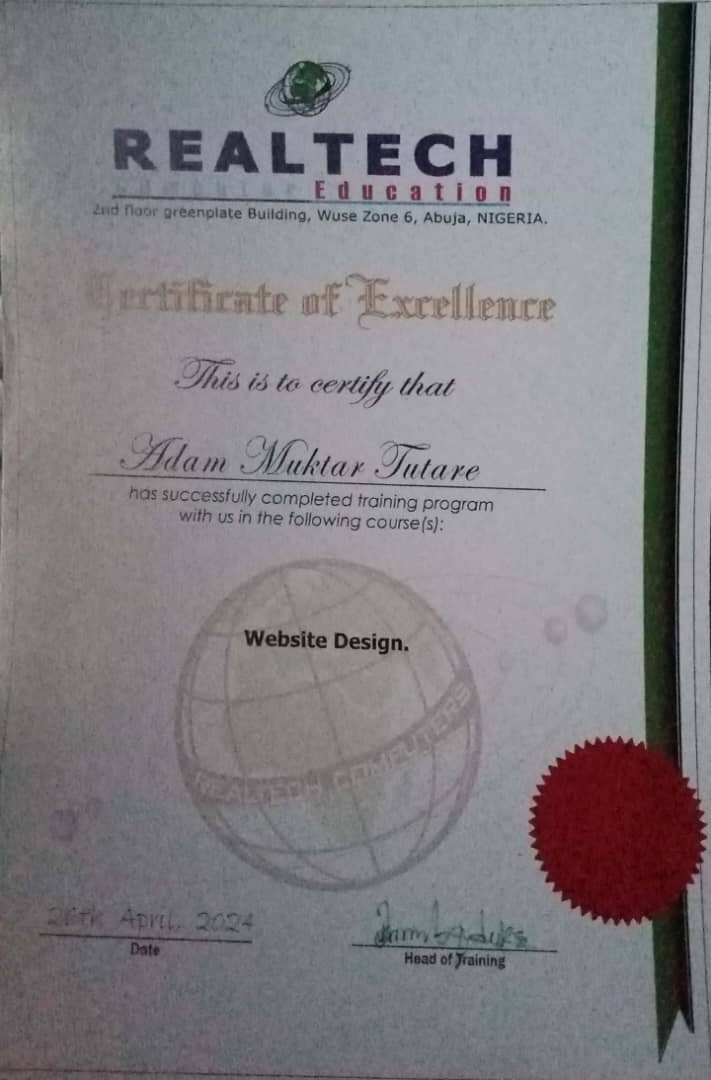 REALTECH
Computer Education
2nd floor greenplate Building, Wuse Zone 6, Abuja, NIGERIA.
Certificate of Excellence
This is to certify that
Adam Muktar Tutare
has successfully completed training program
with us in the following course(s):
Website Design.
REALTECH COMPUTERS
26th April, 2024
Date
Head of Training